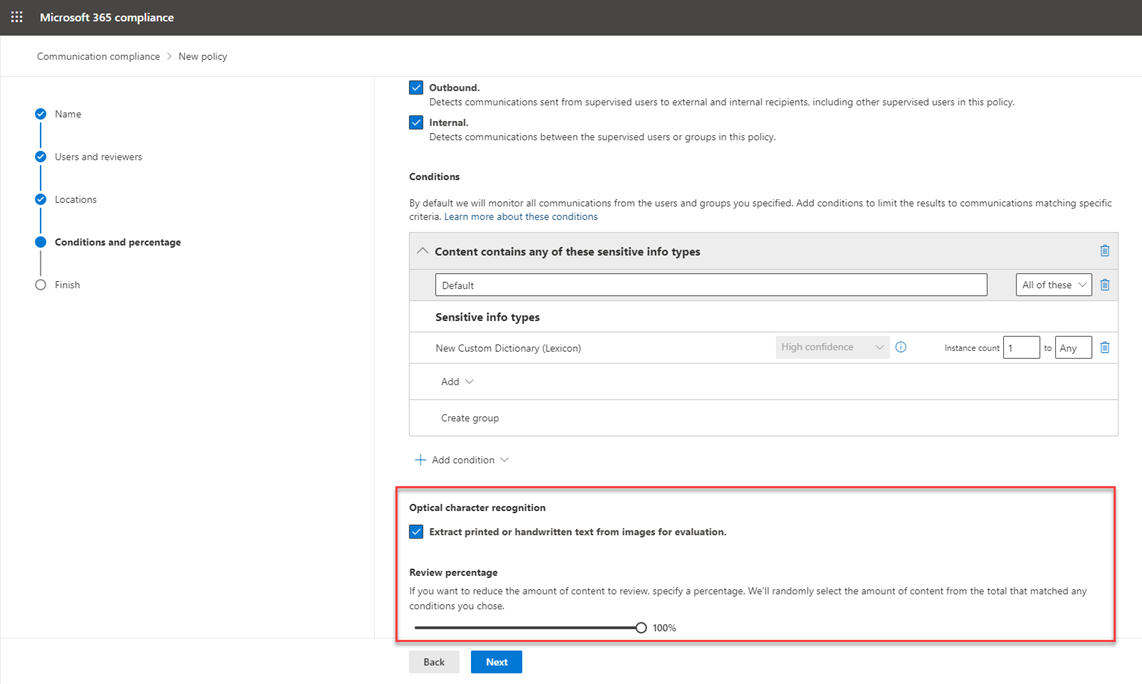 Microsoft 365 compliance
Communication compliance > New policy
Name
Users and reviewers
Locations
Conditions and percentage
Finish
Outbound.
Detects communications sent from supervised users to external and internal recipients, including other supervised users in this policy.
Internal.
Detects communications between the supervised users or groups in this policy.
Conditions
By default we will monitor all communications from the users and groups you specified. Add conditions to limit the results to communications matching specific
criteria. Learn more about these conditions
Content contains any of these sensitive info types
Default All of these
Sensitive info types
New Custom Dictionary (Lexicon) High confidence Instance count 1 to Any
Add
Create group
Add condition
Optical character recognition
Extract printed or handwritten text from images for evaluation.
Review percentage
If you want to reduce the amount of content to review, specify a percentage. We'll randomly select the amount of content from the total that matched any
conditions you chose.
100%
Back Next